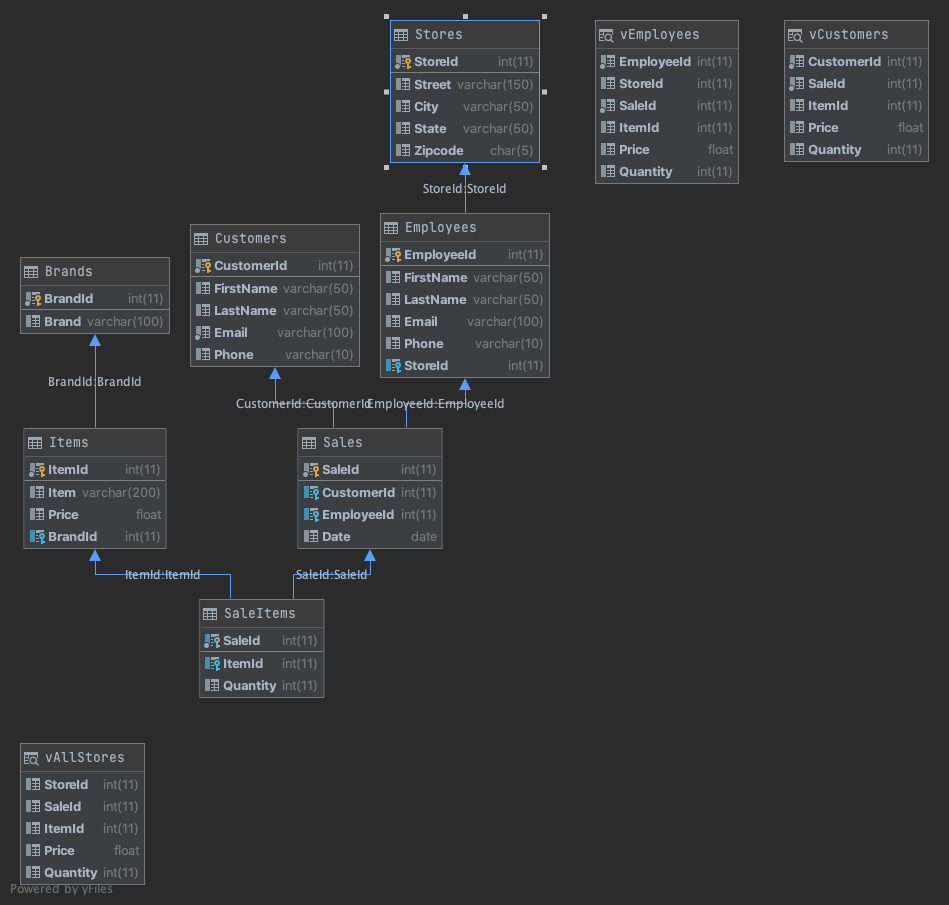 Stores
StoreId int(11)
Street varchar(150)
City varchar(50)
State varchar(50)
Zipcode char(5)
vEmployees
EmployeeId int(11)
StoreId int(11)
SaleId int(11)
ItemId int(11)
Price float
Quantity int(11)
vCustomers
CustomerId int(11)
SaleId int(11)
ItemId int(11)
Price float
Quantity int(11)
StoreId:StoreId
Brands
BrandId int(11)
Brand varchar(100)
Customers
CustomerId int(11)
FirstName varchar(50)
LastName varchar(50)
Email varchar(100)
Phone varchar(10)
Employees
EmployeeId int(11)
FirstName varchar(50)
LastName varchar(50)
Email varchar(100)
Phone varchar(10)
StoreId int(11)
BrandId:BrandId
CustomerId:CustomerId
EmployeeId:EmployeeId
Items
ItemId int(11)
Item varchar(200)
Price float
BrandId int(11)
Sales
SaleId int(11)
CustomerId int(11)
EmployeeId int(11)
Date date
ItemId:ItemId
SaleId:SaleId
SaleItems
SaleId int(11)
ItemId int(11)
Quantity int(11)
vAllStores
StoreId int(11)
SaleId int(11)
ItemId int(11)
Price float
Quantity int(11)
Powered by yFiles